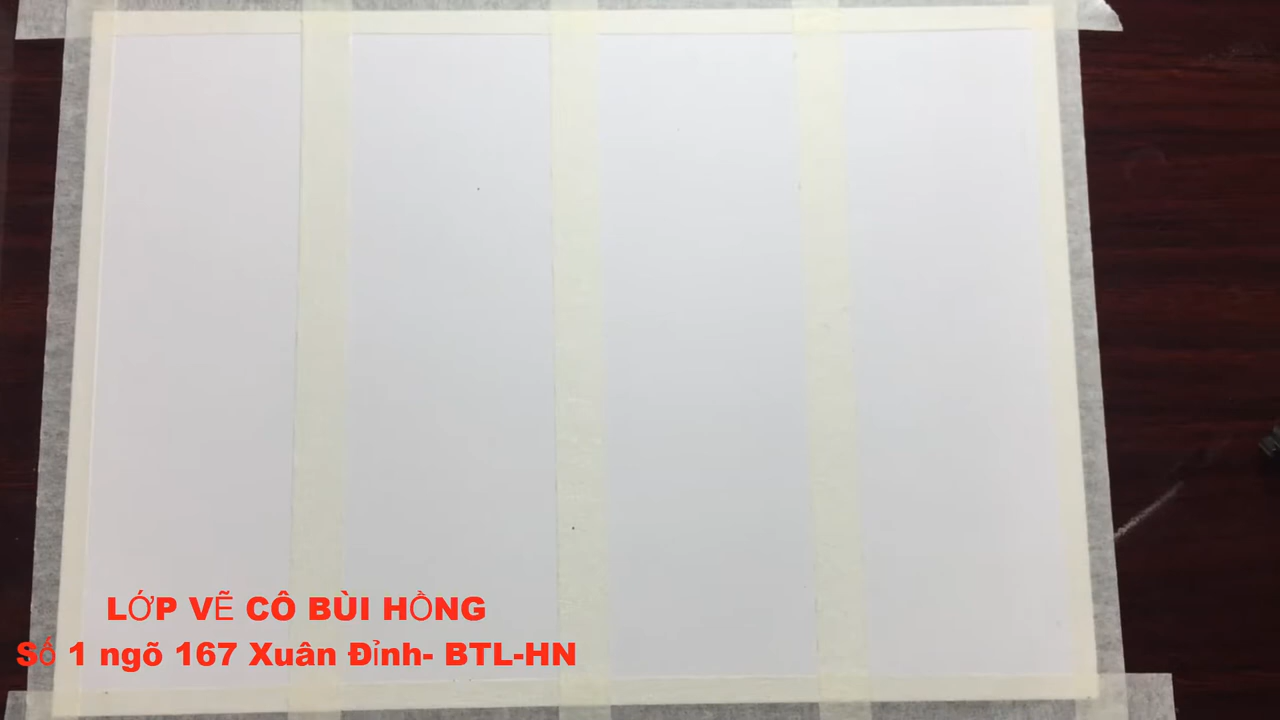 LỚP VẼ CÔ BÙI HỒNG
Số 1 ngõ 167 Xuân Đỉnh- BTL-HN